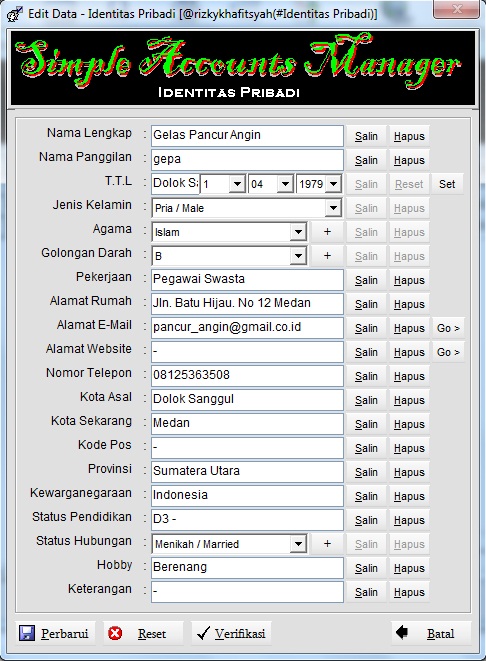 Edit Data - Identitas Pribadi [@rizkykhafitsyah(#Identitas Pribadi)]
Simple Accounts Manager
Identitas Pribadi
Nama Lengkap : Gelas Pancur Angin Salin Hapus
Nama Panggilan : gepa Salin Hapus
T.T.L : Dolok Sa 1 04 1979 Salin Reset Set
Jenis Kelamin : Pria / Male Salin Hapus
Agama : Islam + Salin Hapus
Golongan Darah : B + Salin Hapus
Pekerjaan : Pegawai Swasta Salin Hapus
Alamat Rumah : Jln. Batu Hijau. No 12 Medan Salin Hapus
Alamat E-Mail : pancur_angin@gmail.co.id Salin Hapus Go >
Alamat Website : - Salin Hapus Go >
Nomor Telepon : 08125363508 Salin Hapus
Kota Asal : Dolok Sanggul Salin Hapus
Kota Sekarang : Medan Salin Hapus
Kode Pos : - Salin Hapus
Provinsi : Sumatera Utara Salin Hapus
Kewarganegaraan : Indonesia Salin Hapus
Status Pendidikan : D3 - Salin Hapus
Status Hubungan : Menikah / Married + Salin Hapus
Hobby : Berenang Salin Hapus
Keterangan : - Salin Hapus
Perbarui Reset Verifikasi Batal